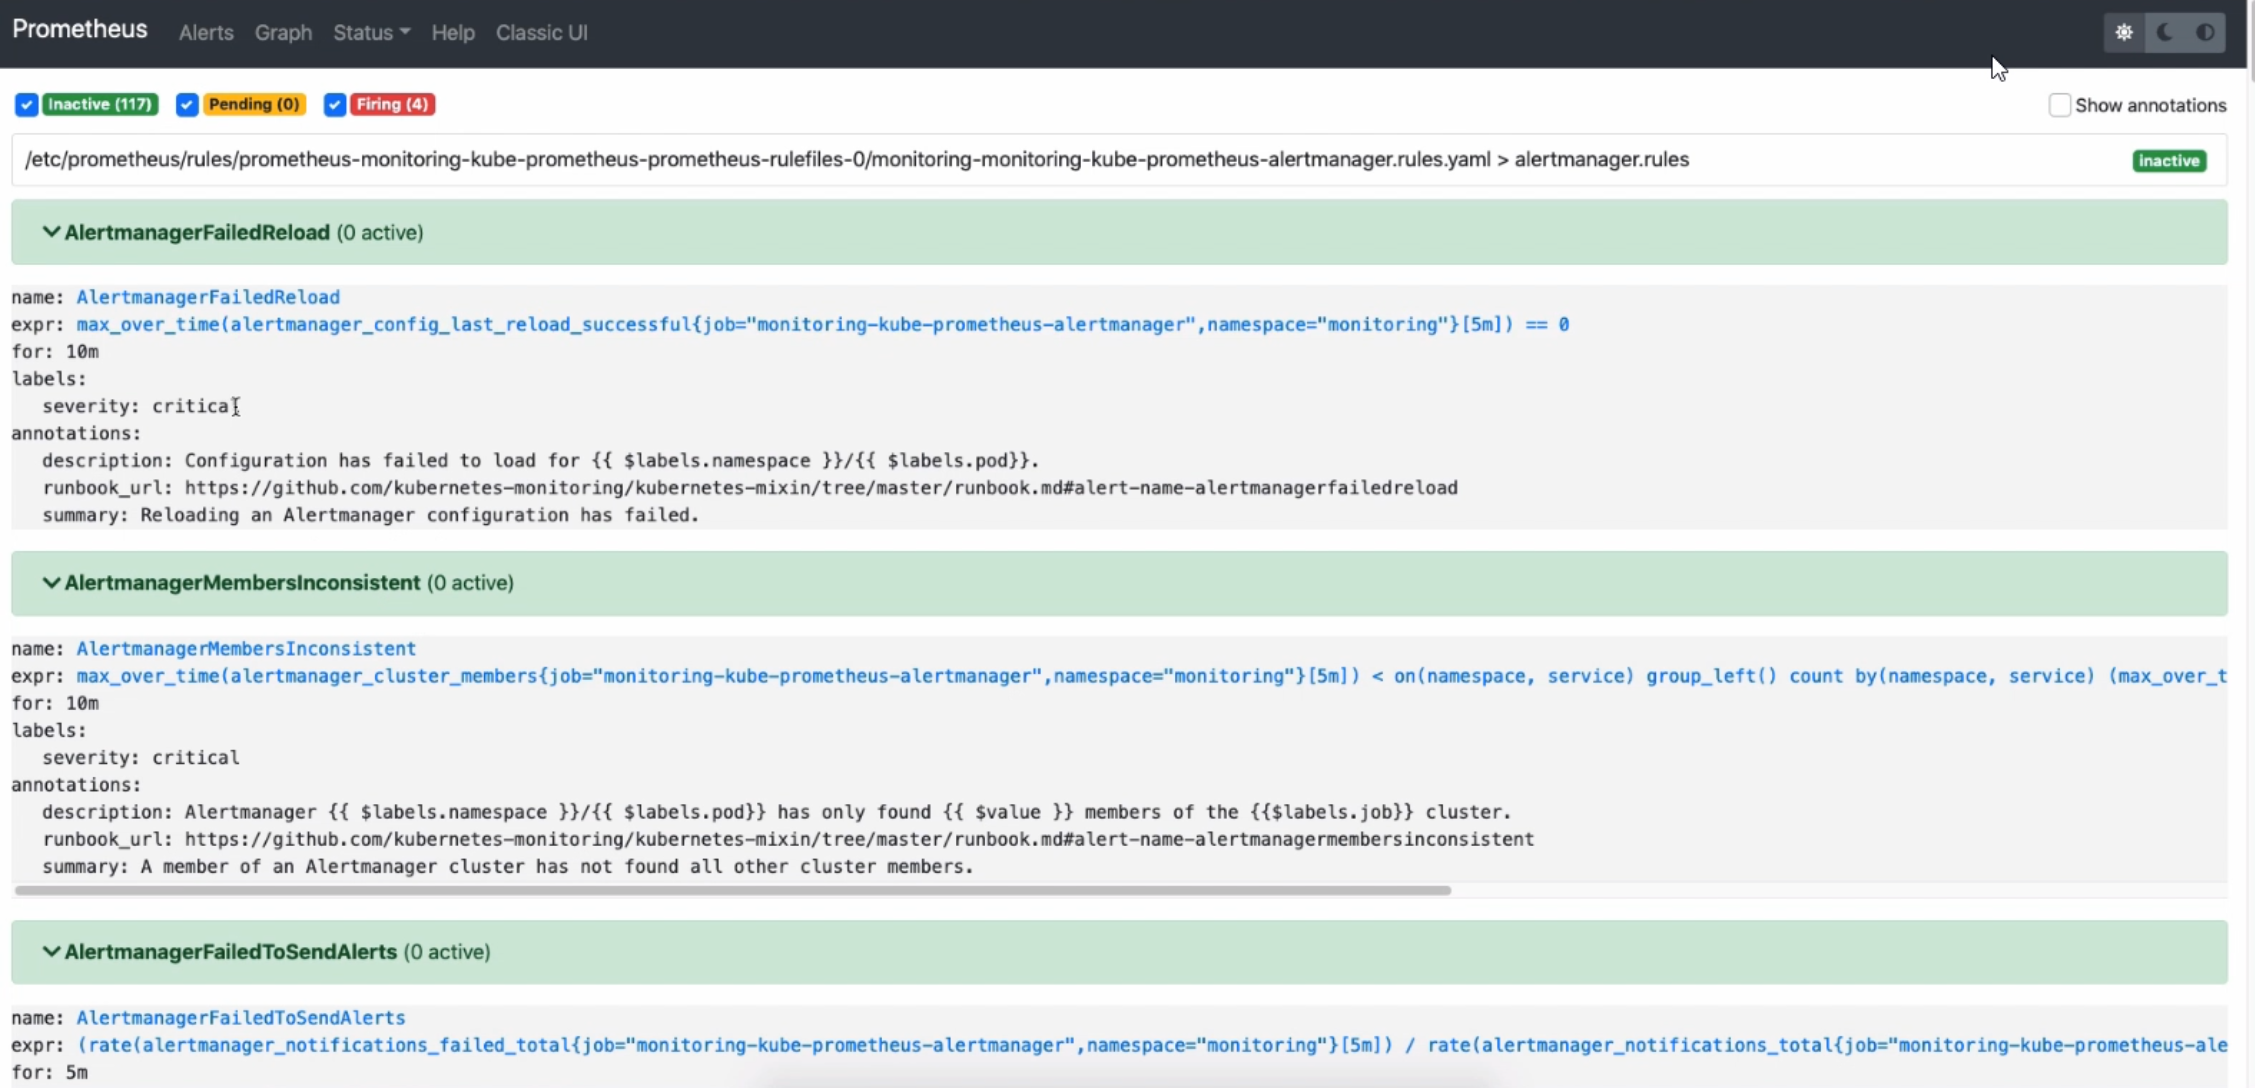 Prometheus Alerts Graph Status Help Classic UI
Inactive (117) Pending (0) Firing (4) Show annotations
/etc/prometheus/rules/prometheus-monitoring-kube-prometheus-prometheus-rulefiles-0/monitoring-monitoring-kube-prometheus-alertmanager.rules.yaml > alertmanager.rules inactive
AlertmanagerFailedReload (0 active)
name: AlertmanagerFailedReload
expr: max_over_time(alertmanager_config_last_reload_successful{job="monitoring-kube-prometheus-alertmanager",namespace="monitoring"}[5m]) == 0
for: 10m
labels:
severity: critical
annotations:
description: Configuration has failed to load for {{ $labels.namespace }}/{{ $labels.pod}}.
runbook_url: https://github.com/kubernetes-monitoring/kubernetes-mixin/tree/master/runbook.md#alert-name-alertmanagerfailedreload
summary: Reloading an Alertmanager configuration has failed.
AlertmanagerMembersInconsistent (0 active)
name: AlertmanagerMembersInconsistent
expr: max_over_time(alertmanager_cluster_members{job="monitoring-kube-prometheus-alertmanager",namespace="monitoring"}[5m]) < on(namespace, service) group_left() count by(namespace, service) (max_over_t
for: 10m
labels:
severity: critical
annotations:
description: Alertmanager {{ $labels.namespace }}/{{ $labels.pod}} has only found {{ $value }} members of the {{$labels.job}} cluster.
runbook_url: https://github.com/kubernetes-monitoring/kubernetes-mixin/tree/master/runbook.md#alert-name-alertmanagermembersinconsistent
summary: A member of an Alertmanager cluster has not found all other cluster members.
AlertmanagerFailedToSendAlerts (0 active)
name: AlertmanagerFailedToSendAlerts
expr: (rate(alertmanager_notifications_failed_total{job="monitoring-kube-prometheus-alertmanager",namespace="monitoring"}[5m]) / rate(alertmanager_notifications_total{job="monitoring-kube-prometheus-ale
for: 5m